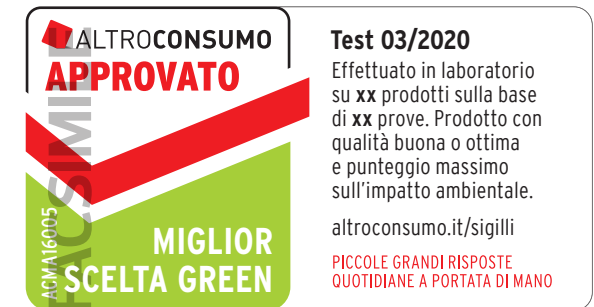 ALTROCONSUMO
APPROVATO
FACSIMILE
ACMA16005
MIGLIOR
SCELTA GREEN
Test 03/2020
Effettuato in laboratorio
su xx prodotti sulla base
di xx prove. Prodotto con
qualità buona o ottima
e punteggio massimo
sull'impatto ambientale.
altroconsumo.it/sigilli
PICCOLE GRANDI RISPOSTE
QUOTIDIANE A PORTATA DI MANO